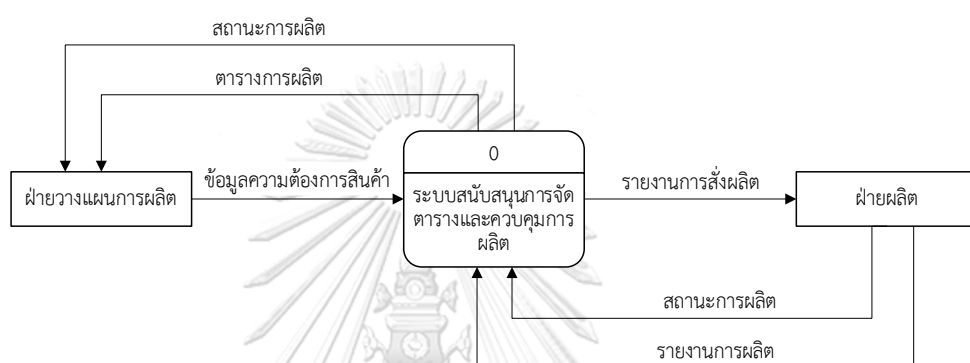 สถานะการผลิต
ตารางการผลิต
0
ฝ่ายวางแผนการผลิต
ข้อมูลความต้องการสินค้า
ระบบสนับสนุนการจัด
ตารางและควบคุมการ
ผลิต
รายงานการสั่งผลิต
ฝ่ายผลิต
สถานะการผลิต
รายงานการผลิต